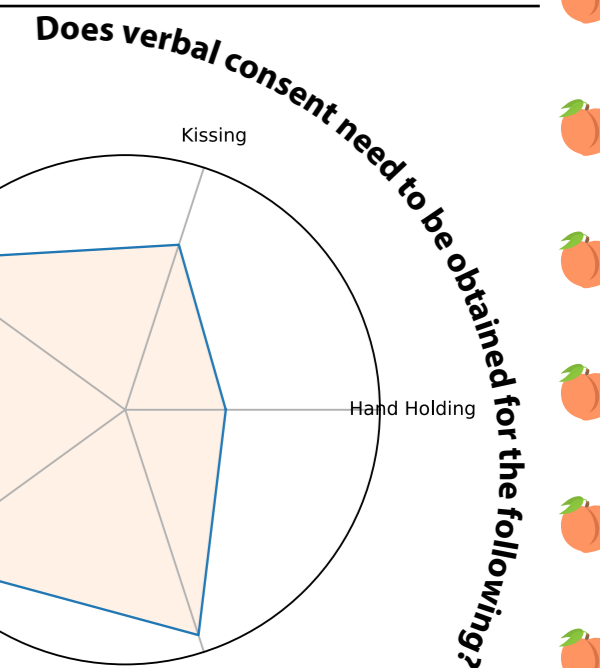 Does verbal consent need to be obtained for the following?
Kissing
Hand Holding